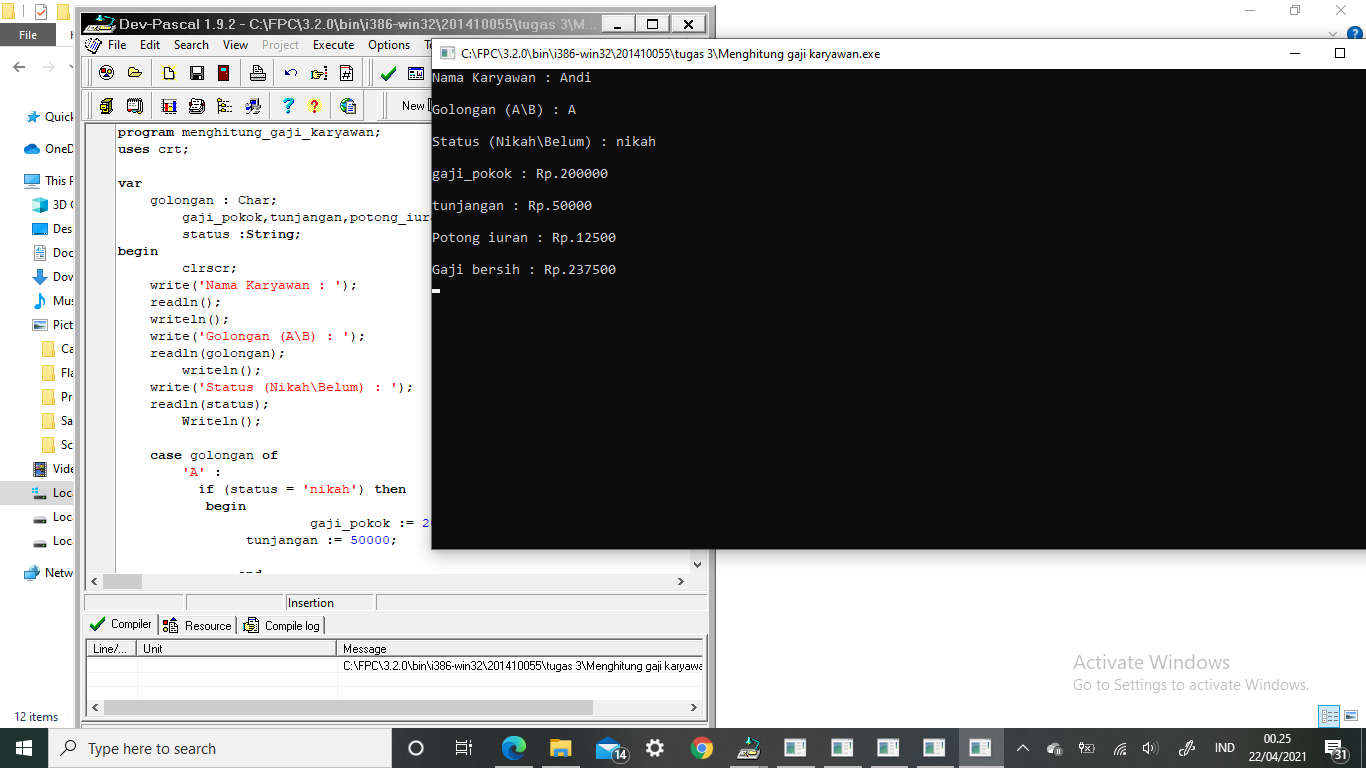 File
Quick
OneD
This P
3D
Des
Doc
Dow
Mus
Pict
Ca
Fla
Pr
Sa
Sc
Vide
Loc
Loc
Loc
Netw
12 items
Dev-Pascal 1.9.2 - C:\FPC\3.2.0\bin\i386-win32\201410055\tugas 3\M...
File Edit Search View Project Execute Options T
New
program menghitung_gaji_karyawan;
uses crt;
var
golongan : Char;
gaji_pokok,tunjangan,potong_iura
status :String;
begin
clrscr;
write('Nama Karyawan : ');
readln();
writeln();
write('Golongan (A\B) : ');
readln(golongan);
writeln();
write('Status (Nikah\Belum) : ');
readln(status);
Writeln();
case golongan of
'A' :
if (status = 'nikah') then
begin
gaji_pokok := 2
tunjangan := 50000;
end
Insertion
Compiler Resource Compile log
Line/... Unit Message
C:\FPC\3.2.0\bin\i386-win32\201410055\tugas 3\Menghitung gaji karyawa
C:\FPC\3.2.0\bin\i386-win32\201410055\tugas 3\Menghitung gaji karyawan.exe
Nama Karyawan : Andi
Golongan (A\B) : A
Status (Nikah\Belum) : nikah
gaji_pokok : Rp.200000
tunjangan : Rp.50000
Potong iuran : Rp.12500
Gaji bersih : Rp.237500
Activate Windows
Go to Settings to activate Windows.
Type here to search
14
IND
00.25
22/04/2021
31